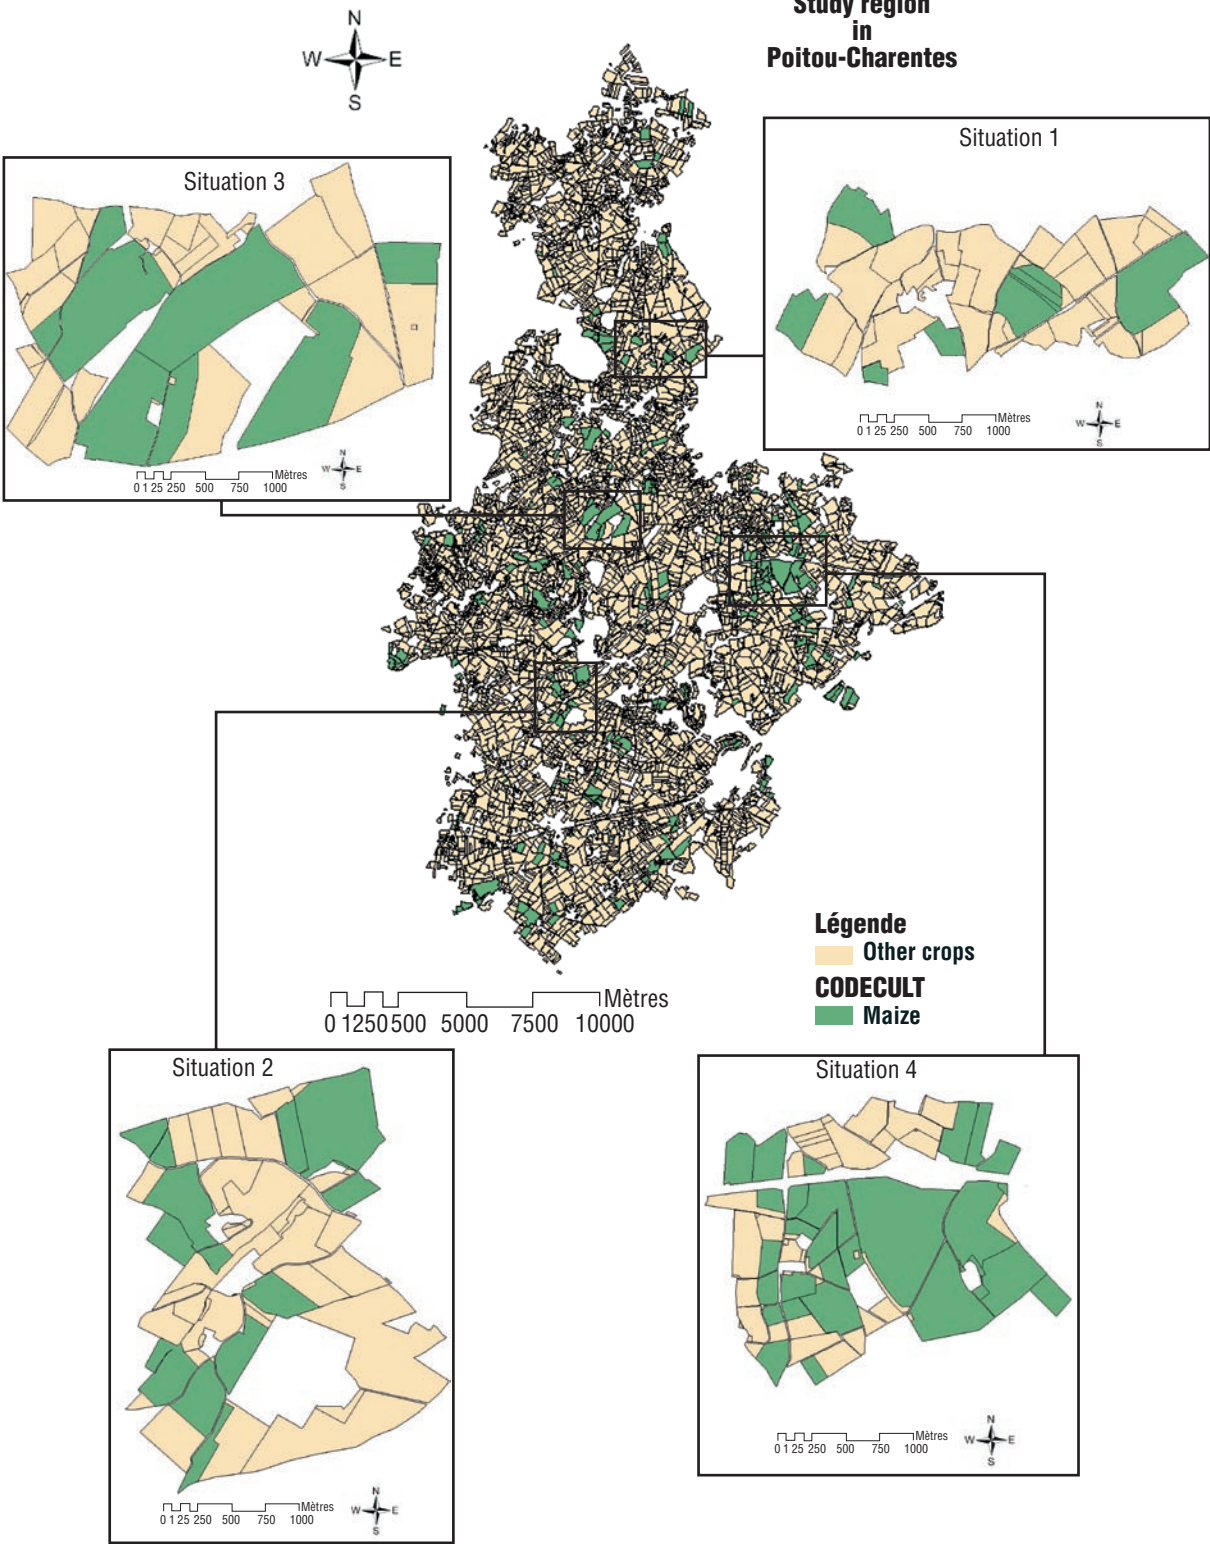 Study region
in
Poitou-Charentes
N
W E
S
Situation 1
0 1 25 250 500 750 1000 Mètres
N
W E
S
Situation 3
0 1 25 250 500 750 1000 Mètres
N
W E
S
Légende
Other crops
CODECULT
Maize
0 1250 500 5000 7500 10000 Mètres
Situation 2
0 1 25 250 500 750 1000 Mètres
N
W E
S
Situation 4
0 1 25 250 500 750 1000 Mètres
N
W E
S